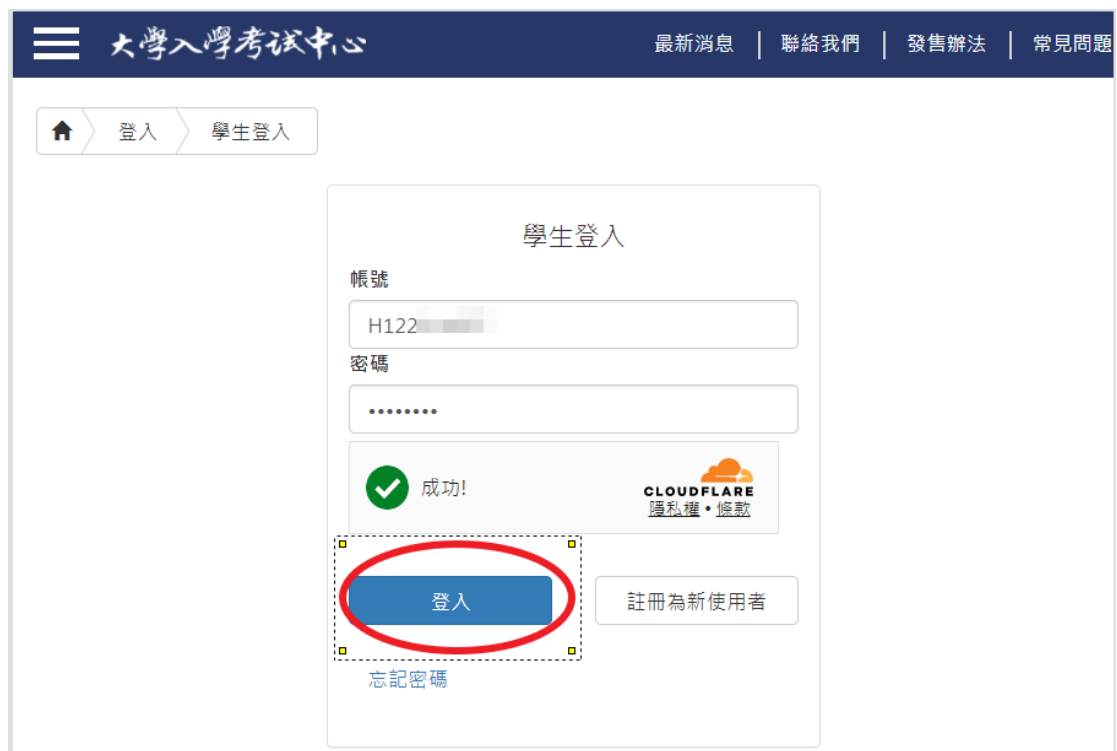 大學入學考試中心
最新消息 | 聯絡我們 | 發售辦法 | 常見問題
登入 學生登入
學生登入
帳號
H122
密碼
••••••••
成功!
CLOUDFLARE
隱私權 • 條款
登入 註冊為新使用者
忘記密碼